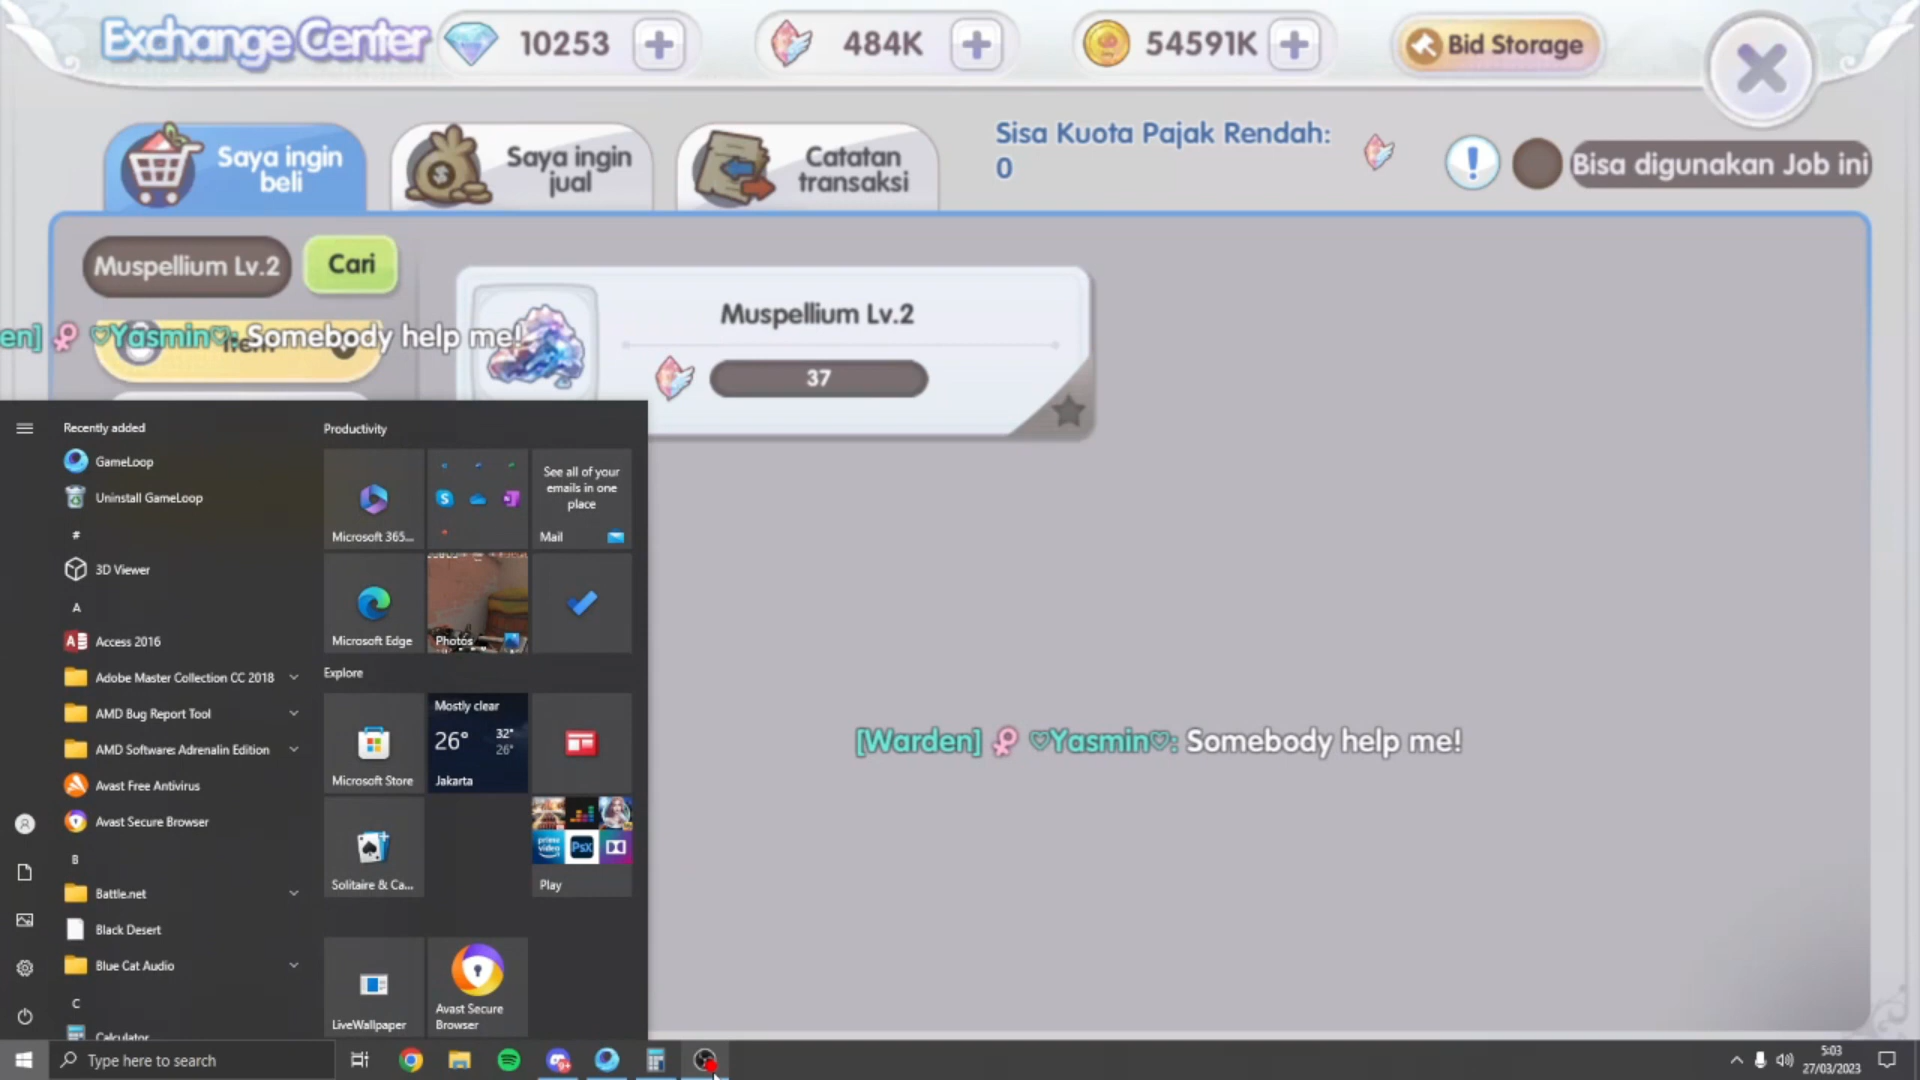 Exchange Center
10253
484K
54591K
Bid Storage
Saya ingin
beli
Saya ingin
jual
Catatan
transaksi
Sisa Kuota Pajak Rendah:
0
Bisa digunakan Job ini
Muspellium Lv.2
Cari
Muspellium Lv.2
37
en] ♡Yasmin♡: Somebody help me!
[Warden] ♡Yasmin♡: Somebody help me!
Recently added
GameLoop
Uninstall GameLoop
#
3D Viewer
A
Access 2016
Adobe Master Collection CC 2018
AMD Bug Report Tool
AMD Software: Adrenalin Edition
Avast Free Antivirus
Avast Secure Browser
B
Battle.net
Black Desert
Blue Cat Audio
C
Calculator
Productivity
Microsoft 365...
See all of your
emails in one
place
Mail
Microsoft Edge
Photos
Explore
Microsoft Store
Mostly clear
26°
32°
26°
Jakarta
Solitaire & Ca...
prime
video
PsX
Play
LiveWallpaper
Avast Secure
Browser
Type here to search
5:03
27/03/2023